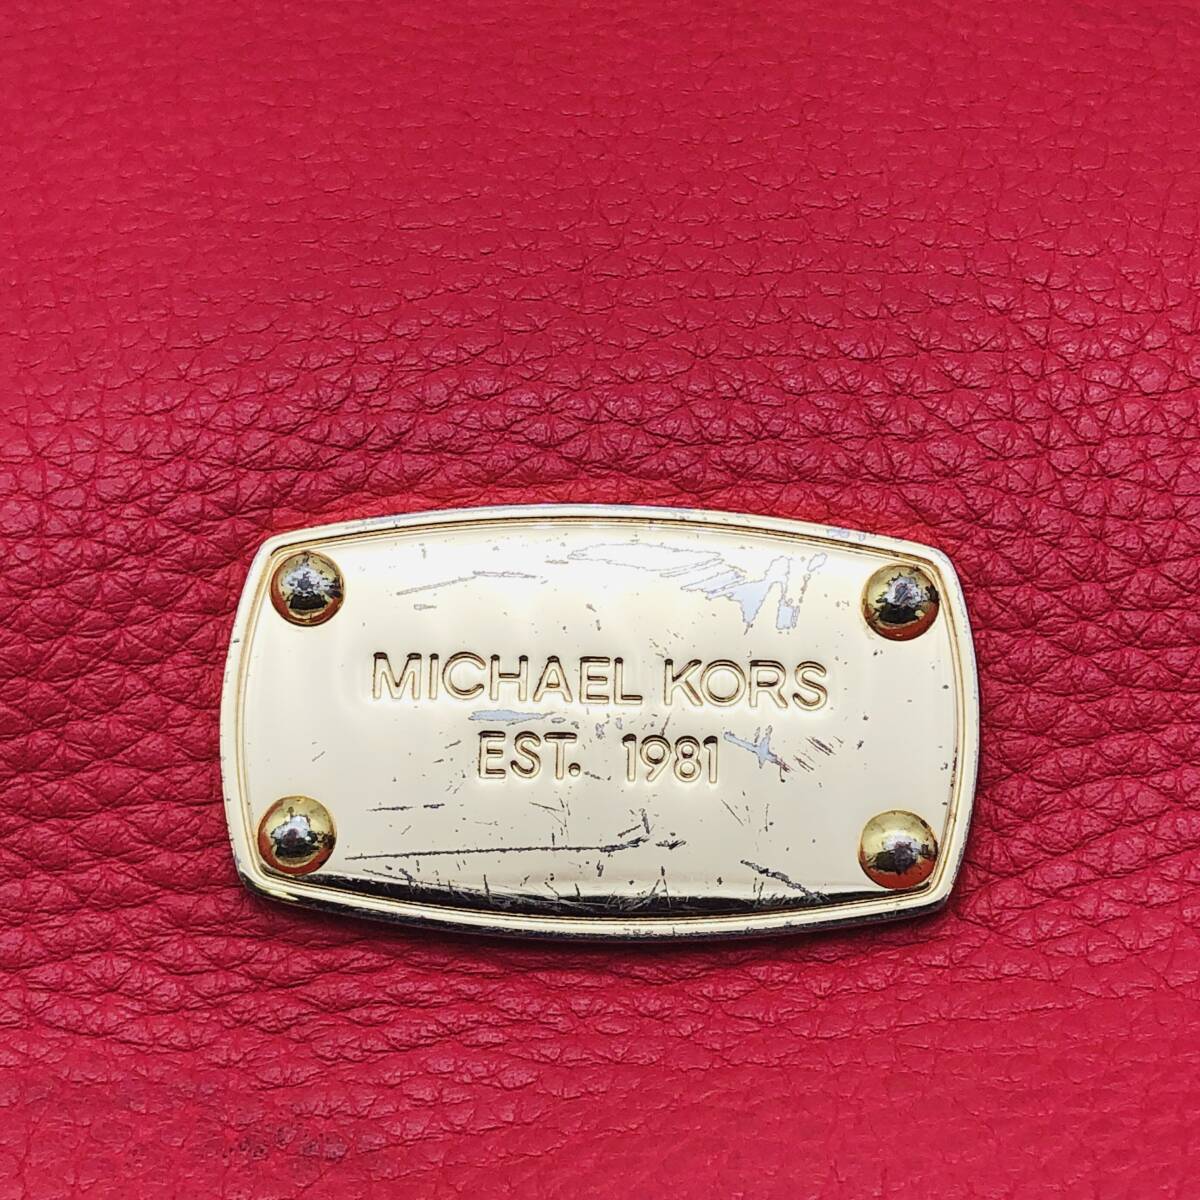 MICHAEL KORS
EST. 1981